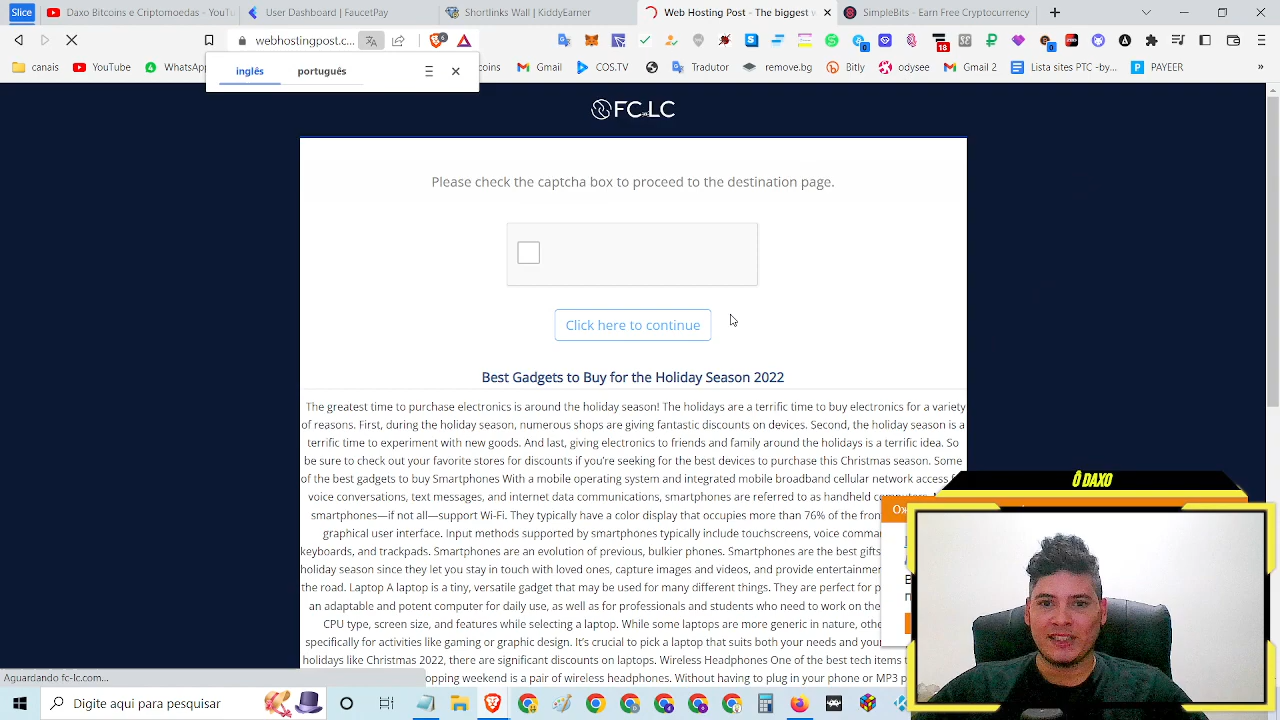 Slice
Daxo Bitcoins e Criptomoedas - YouTu
User Dashboard | FaucetPay
Shortlinks Wall | KiddyEarner
Web Hosting Post - The biggest w
SimpleBits - Earn Free Cryptocurrency
webhostingpost.c...
6
0
18
0
0
canais
YouTube
WhatsApp
coins
Gmail
COS.TV
Tradutor
remove.bg
Bitly
odysee
Gmail 2
Lista sites PTC -by...
PAYEER
»
inglês
português
FC.LC
Please check the captcha box to proceed to the destination page.
Click here to continue
Best Gadgets to Buy for the Holiday Season 2022
The greatest time to purchase electronics is around the holiday season! The holidays are a terrific time to buy electronics for a variety
of reasons. First, during the holiday season, numerous shops are giving fantastic discounts on devices. Second, the holiday season is a
terrific time to experiment with new goods. And last, giving electronics to friends and family around the holidays is a terrific idea. So
be sure to check out your favorite stores for discounts if you're seeking for the best devices to purchase this Christmas season. Some
of the best gadgets to buy Smartphones With a mobile operating system and integrated mobile broadband cellular network access for
voice conversations, text messages, and internet data communications, smartphones are referred to as handheld computers. Most
smartphones—if not all—support Wi-Fi. They typically have a color display that occupies more than 76% of the front
graphical user interface. Input methods supported by smartphones typically include touchscreens, voice comman
keyboards, and trackpads. Smartphones are an evolution of previous, bulkier phones. Smartphones are the best gifts
holiday season since they let you stay in touch with loved ones, capture images and videos, and provide entertainmen
the road. Laptop A laptop is a tiny, versatile gadget that may be used for many different things. They are perfect for p
an adaptable and potent computer for daily use, as well as for professionals and students who need to work on the
CPU type, screen size, and features while selecting a laptop. While some laptops are more generic in nature, othe
specifically for activities like gaming or graphic design. It's crucial to pick a laptop that suits both your needs and your
holidays like Christmas 2022, there are significant discounts on laptops. Wireless Headphones One of the best tech items t
opping weekend is a pair of wireless headphones. Without having to plug in your phone or MP3 p
Ô DAXO
Aguardando fc-lc.com...
Digite aqui para pesquisar